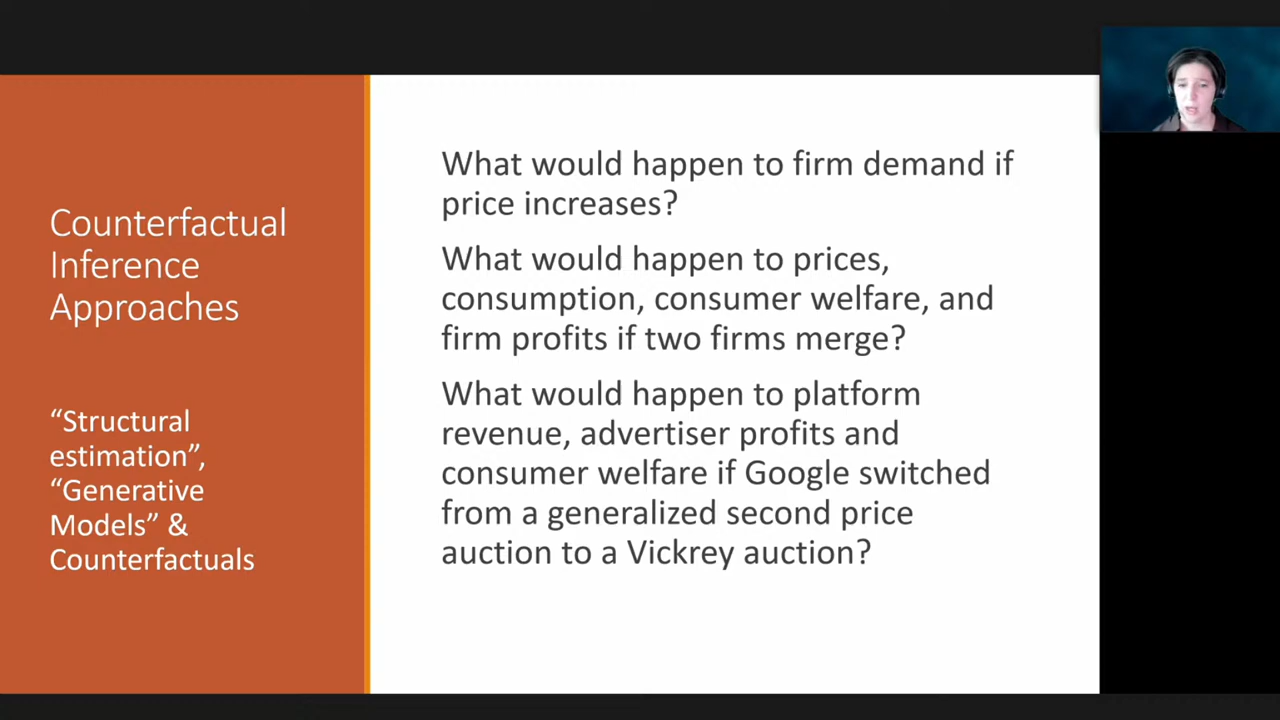 Counterfactual
Inference
Approaches
“Structural
estimation”,
“Generative
Models” &
Counterfactuals
What would happen to firm demand if
price increases?
What would happen to prices,
consumption, consumer welfare, and
firm profits if two firms merge?
What would happen to platform
revenue, advertiser profits and
consumer welfare if Google switched
from a generalized second price
auction to a Vickrey auction?